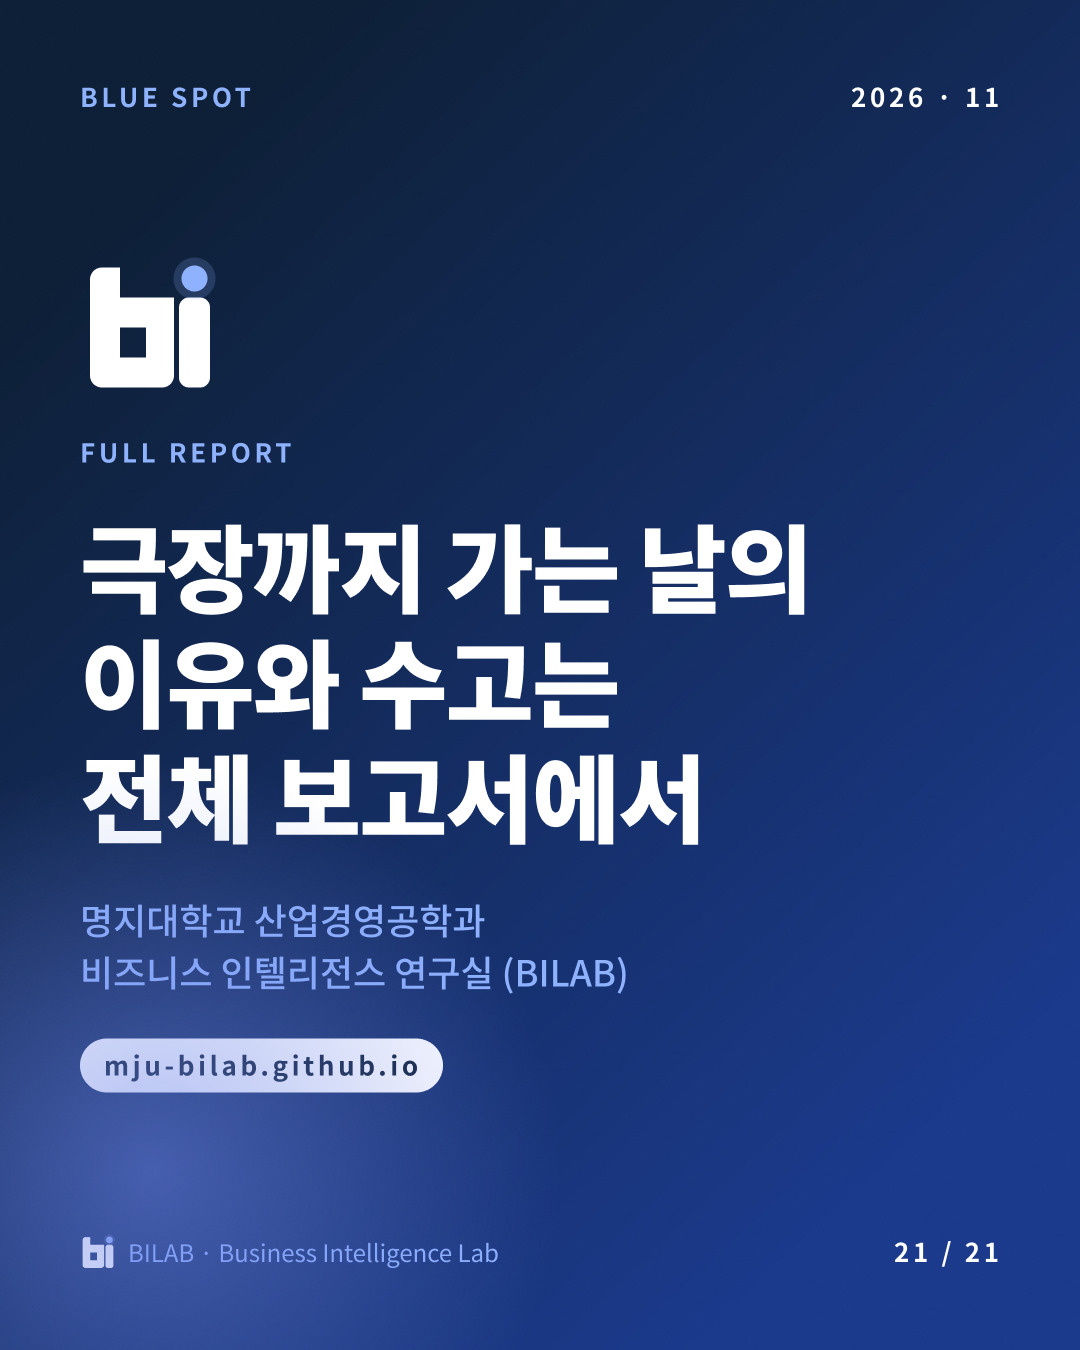 BLUE SPOT
2026 · 11
bi
FULL REPORT
극장까지 가는 날의
이유와 수고는
전체 보고서에서
명지대학교 산업경영공학과
비즈니스 인텔리전스 연구실 (BILAB)
mju-bilab.github.io
bi BILAB · Business Intelligence Lab
21 / 21